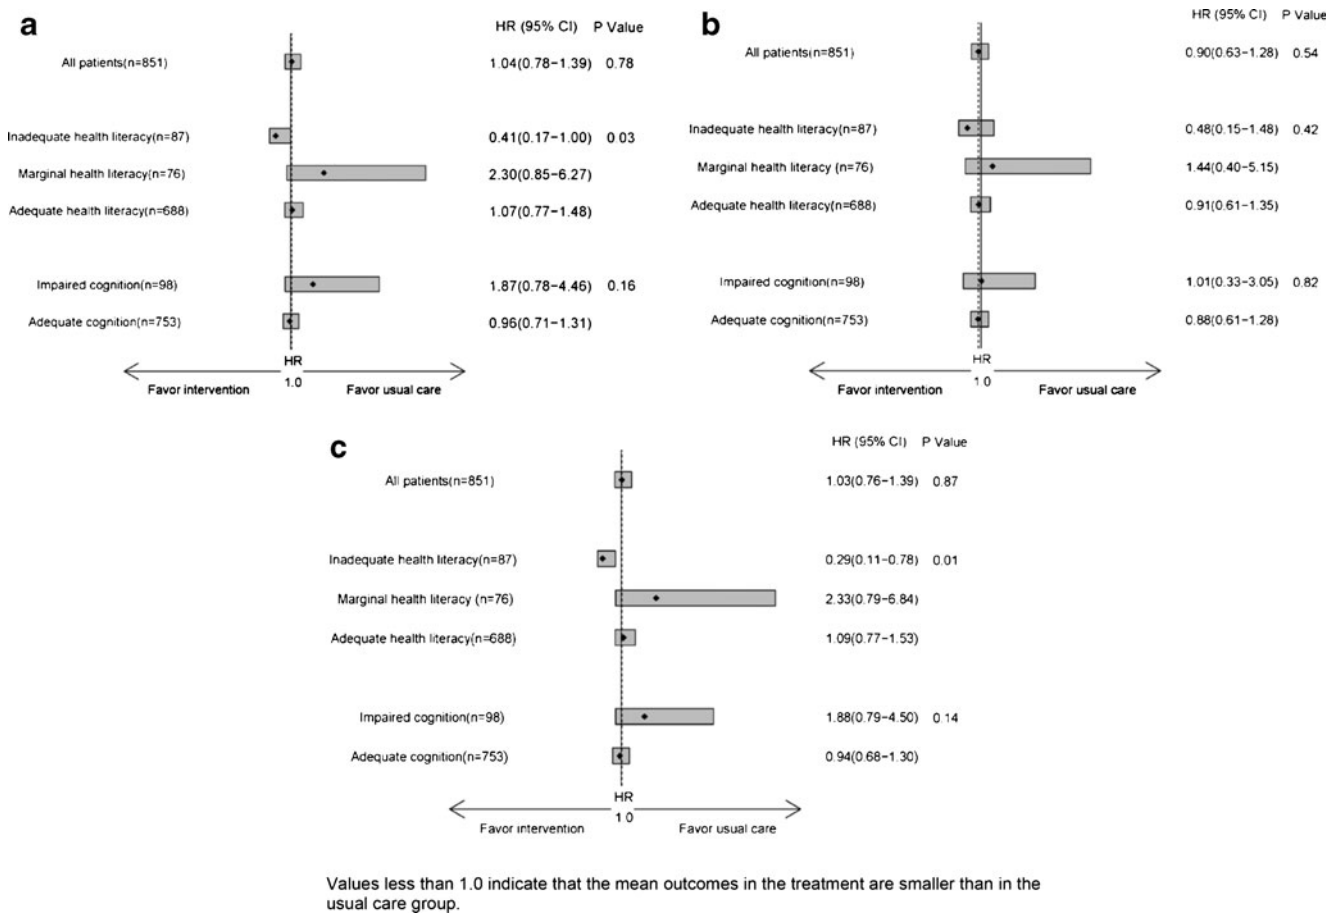 a
HR (95% CI) P Value
All patients(n=851) 1.04(0.78−1.39) 0.78
Inadequate health literacy(n=87) 0.41(0.17−1.00) 0.03
Marginal health literacy(n=76) 2.30(0.85−6.27)
Adequate health literacy(n=688) 1.07(0.77−1.48)
Impaired cognition(n=98) 1.87(0.78−4.46) 0.16
Adequate cognition(n=753) 0.96(0.71−1.31)
HR
1.0
Favor intervention Favor usual care
b
HR (95% CI) P Value
All patients(n=851) 0.90(0.63−1.28) 0.54
Inadequate health literacy(n=87) 0.48(0.15−1.48) 0.42
Marginal health literacy (n=76) 1.44(0.40−5.15)
Adequate health literacy(n=688) 0.91(0.61−1.35)
Impaired cognition(n=98) 1.01(0.33−3.05) 0.82
Adequate cognition(n=753) 0.88(0.61−1.28)
HR
1.0
Favor intervention Favor usual care
c
HR (95% CI) P Value
All patients(n=851) 1.03(0.76−1.39) 0.87
Inadequate health literacy(n=87) 0.29(0.11−0.78) 0.01
Marginal health literacy (n=76) 2.33(0.79−6.84)
Adequate health literacy(n=688) 1.09(0.77−1.53)
Impaired cognition(n=98) 1.88(0.79−4.50) 0.14
Adequate cognition(n=753) 0.94(0.68−1.30)
HR
1.0
Favor intervention Favor usual care
Values less than 1.0 indicate that the mean outcomes in the treatment are smaller than in the
usual care group.